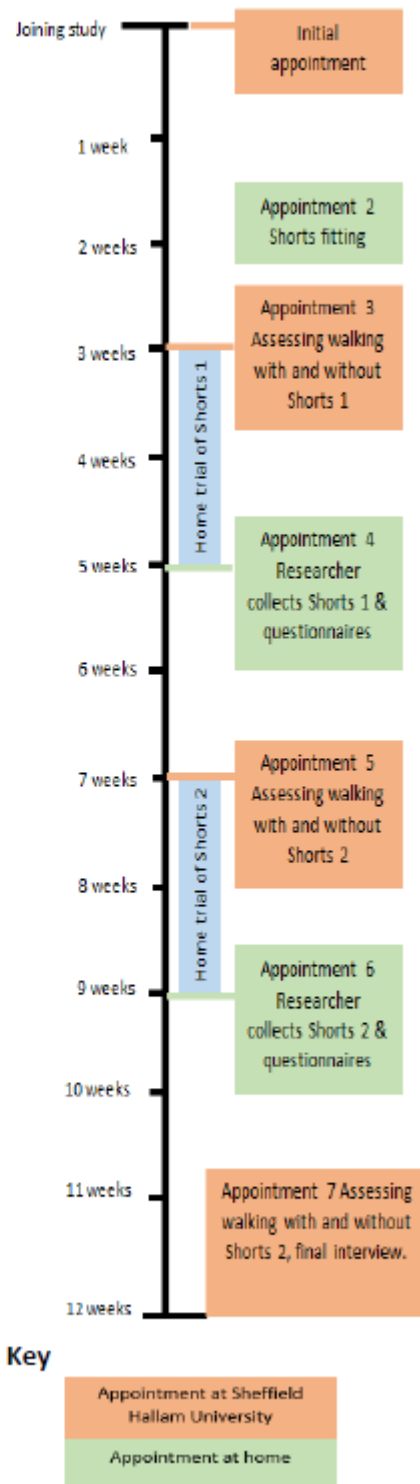 Joining study
Initial
appointment
1 week
Appointment 2
Shorts fitting
2 weeks
Appointment 3
Assessing walking
with and without
Shorts 1
3 weeks
Home trial of Shorts 1
4 weeks
Appointment 4
Researcher
collects Shorts 1 &
questionnaires
5 weeks
6 weeks
Appointment 5
Assessing walking
with and without
Shorts 2
7 weeks
Home trial of Shorts 2
8 weeks
Appointment 6
Researcher
collects Shorts 2 &
questionnaires
9 weeks
10 weeks
11 weeks
Appointment 7 Assessing
walking with and without
Shorts 2, final interview.
12 weeks
Key
Appointment at Sheffield
Hallam University
Appointment at home